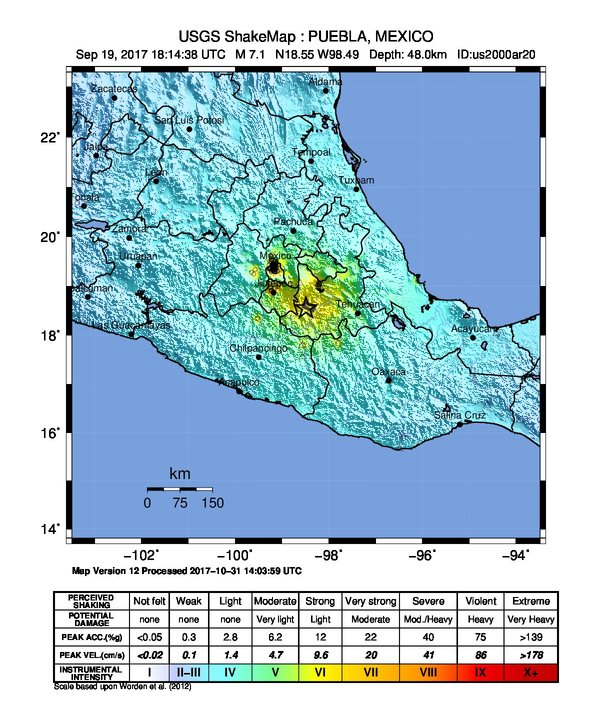 USGS ShakeMap : PUEBLA, MEXICO
Sep 19, 2017 18:14:38 UTC M 7.1 N18.55 W98.49 Depth: 48.0km ID:us2000ar20
Aldama
Zacatecas
San Luis Potosi
22˚
Jalpa
Tempoal
Leon
Tuxpam
Pachuca
20˚
Zamora
Mexico
Uruapan
Tehuacan
Acayucan
18˚
Chilpancingo
Oaxaca
Acapulco
Salina Cruz
16˚
km
0 75 150
14˚
−102˚ −100˚ −98˚ −96˚ −94˚
Map Version 12 Processed 2017-10-31 14:03:59 UTC
PERCEIVED SHAKING Not felt Weak Light Moderate Strong Very strong Severe Violent Extreme
POTENTIAL DAMAGE none none none Very light Light Moderate Mod./Heavy Heavy Very Heavy
PEAK ACC.(%g) <0.05 0.3 2.8 6.2 12 22 40 75 >139
PEAK VEL.(cm/s) <0.02 0.1 1.4 4.7 9.6 20 41 86 >178
INSTRUMENTAL INTENSITY I II–III IV V VI VII VIII IX X+
Scale based upon Worden et al. (2012)